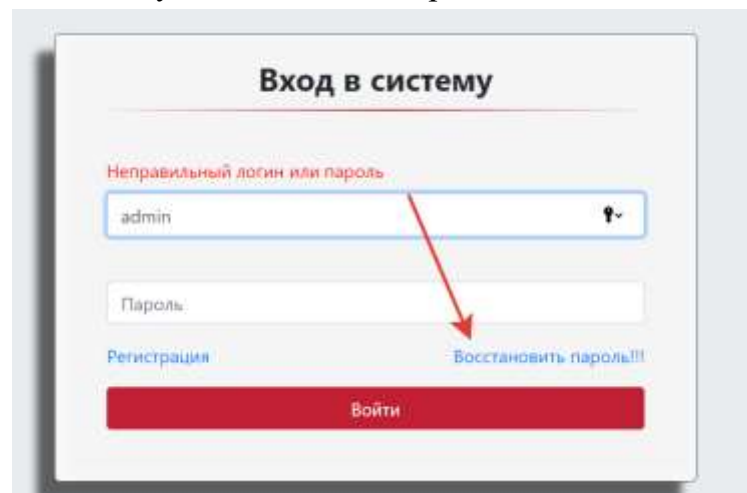 Вход в систему
Неправильный логин или пароль
admin
Пароль
Регистрация Восстановить пароль!!!
Войти